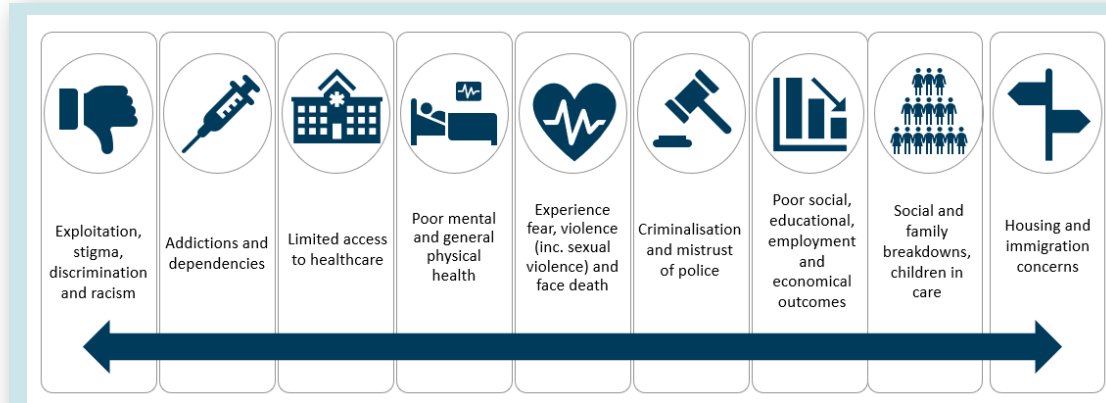 Exploitation,
stigma,
discrimination
and racism
Addictions and
dependencies
Limited access
to healthcare
Poor mental
and general
physical
health
Experience
fear, violence
(inc. sexual
violence) and
face death
Criminalisation
and mistrust
of police
Poor social,
educational,
employment
and
economical
outcomes
Social and
family
breakdowns,
children in
care
Housing and
immigration
concerns